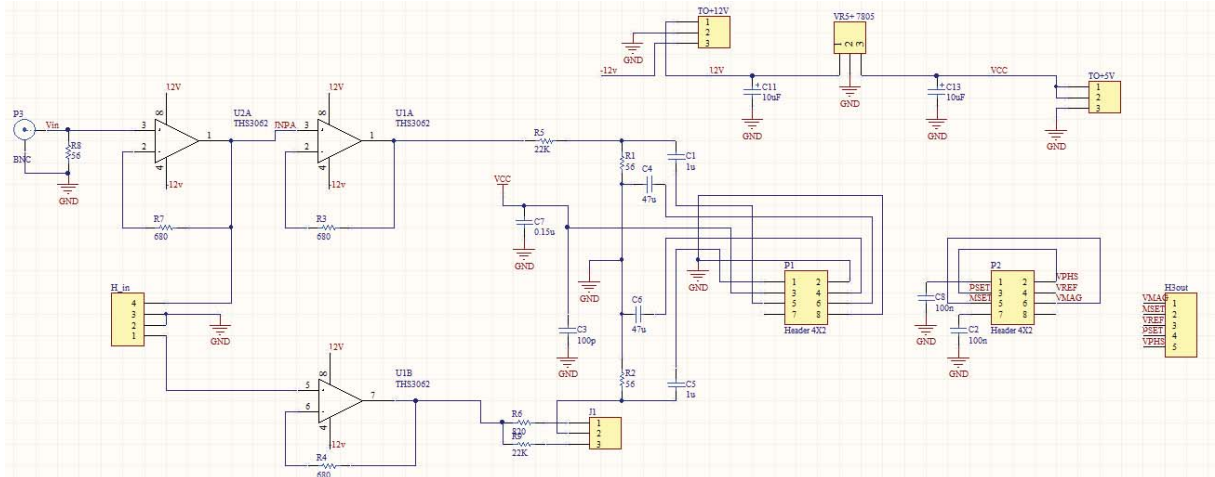 TO+12V
1
2
3
GND
-12v
12V
VR5+ 7805
1 2 3
C11
10uF
GND
GND
C13
10uF
GND
VCC
TO+5V
1
2
3
GND
P3
Vin
BNC
R8
56
GND
12V
U2A
THS3062
8
3
2
1
4
-12v
R7
680
INPA
12V
U1A
THS3062
8
3
2
1
4
-12v
R3
680
R5
22K
R1
56
C1
1u
C4
47u
VCC
C7
0.15u
GND
GND
GND
C6
47u
C3
100p
GND
R2
56
C5
1u
P1
1 2
3 4
5 6
7 8
Header 4X2
P2
1 2
3 4
5 6
7 8
Header 4X2
PSET
MSET
VPHS
VREF
VMAG
C8
100n
GND
C2
100n
GND
H3out
VMAG 1
MSET 2
VREF 3
PSET 4
VPHS 5
H_in
4
3
2
1
GND
12V
U1B
THS3062
8
5
6
7
4
-12v
R4
680
R6
820
R9
22K
J1
1
2
3